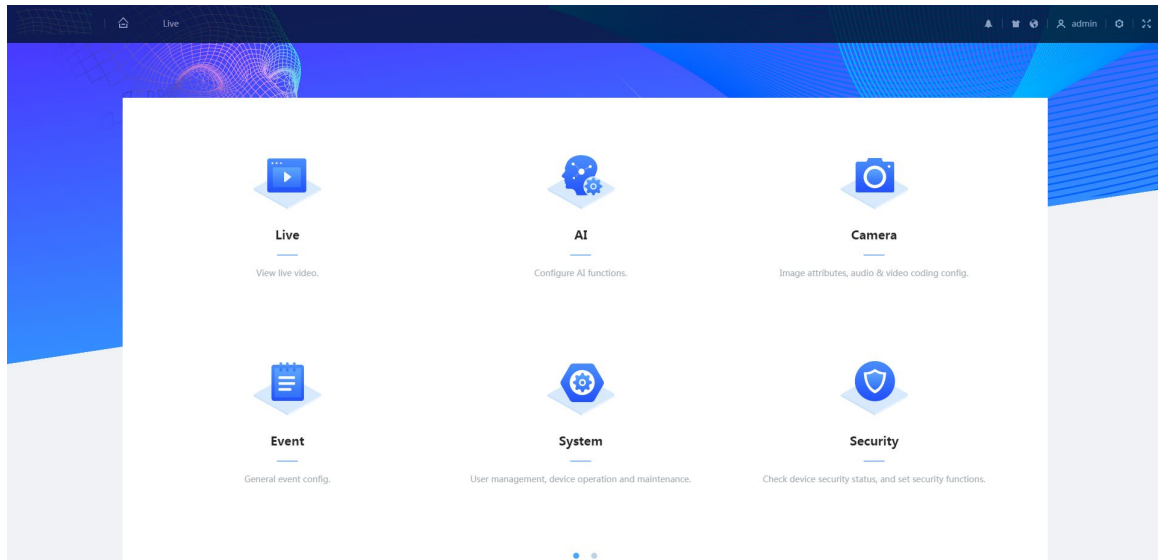 Live
admin
Live
AI
Camera
View live video.
Configure AI functions.
Image attributes, audio & video coding config.
Event
System
Security
General event config.
User management, device operation and maintenance.
Check device security status, and set security functions.